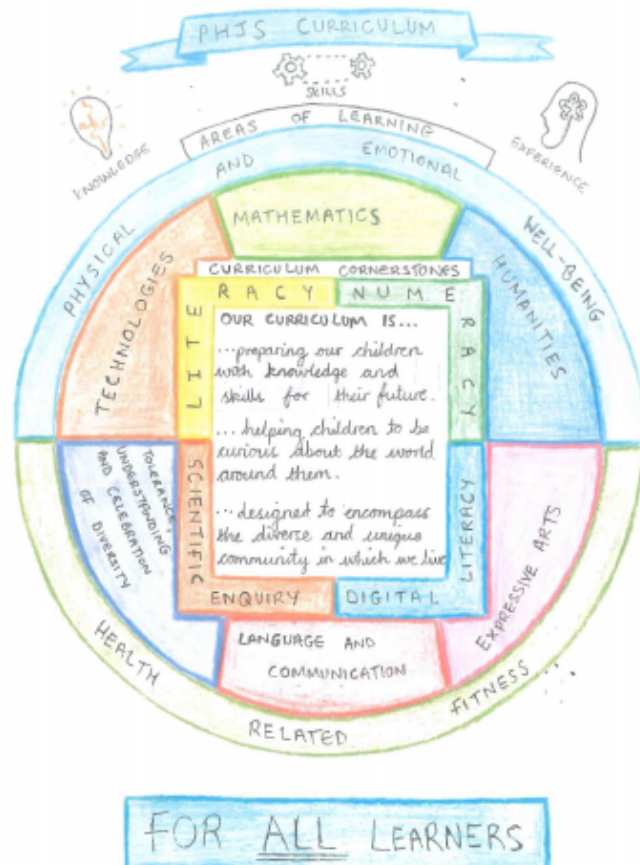 PHJS CURRICULUM
SKILLS
KNOWLEDGE
EXPERIENCE
AREAS OF LEARNING
PHYSICAL AND EMOTIONAL WELL-BEING
MATHEMATICS
TECHNOLOGIES
HUMANITIES
CURRICULUM CORNERSTONES
LITERACY
NUMERACY
OUR CURRICULUM IS...
...preparing our children
with knowledge and
skills for their future.
...helping children to be
curious about the world
around them.
...designed to encompass
the diverse and unique
community in which we live
SCIENTIFIC
ENQUIRY
DIGITAL
LITERACY
TOLERANCE
UNDERSTANDING
AND CELEBRATION
OF DIVERSITY
EXPRESSIVE ARTS
LANGUAGE AND
COMMUNICATION
HEALTH RELATED FITNESS
FOR ALL LEARNERS